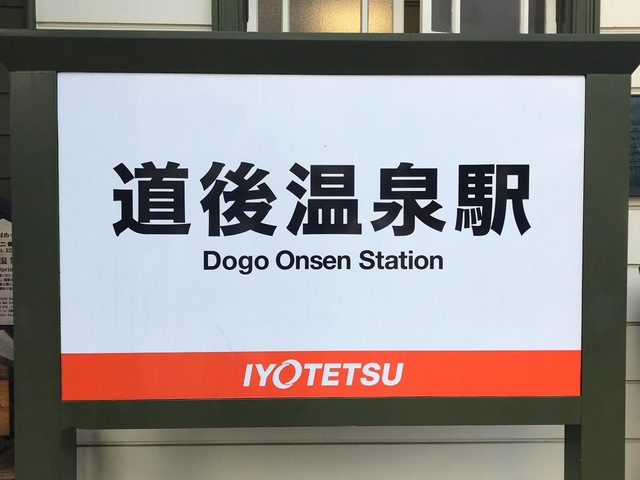 道後温泉駅
Dogo Onsen Station
IYOTETSU